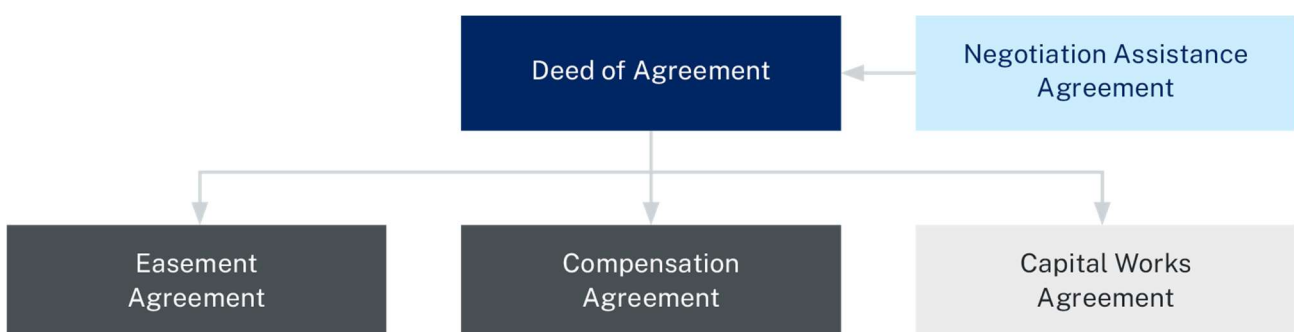 Deed of Agreement
Negotiation Assistance
Agreement
Easement
Agreement
Compensation
Agreement
Capital Works
Agreement